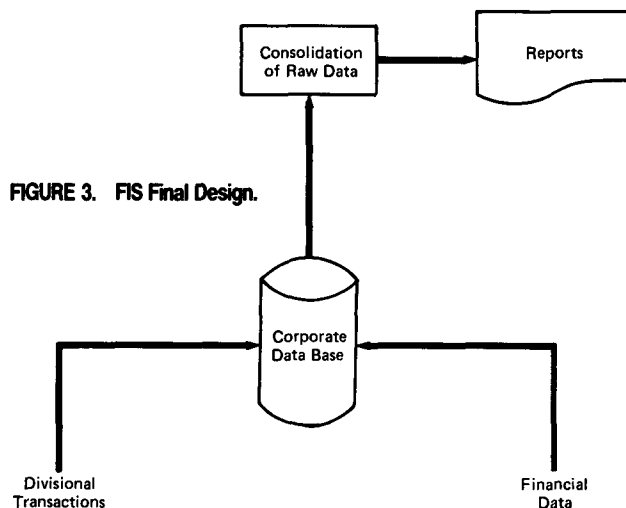 Consolidation
of Raw Data
Reports
FIGURE 3. FIS Final Design.
Corporate
Data Base
Divisional
Transactions
Financial
Data